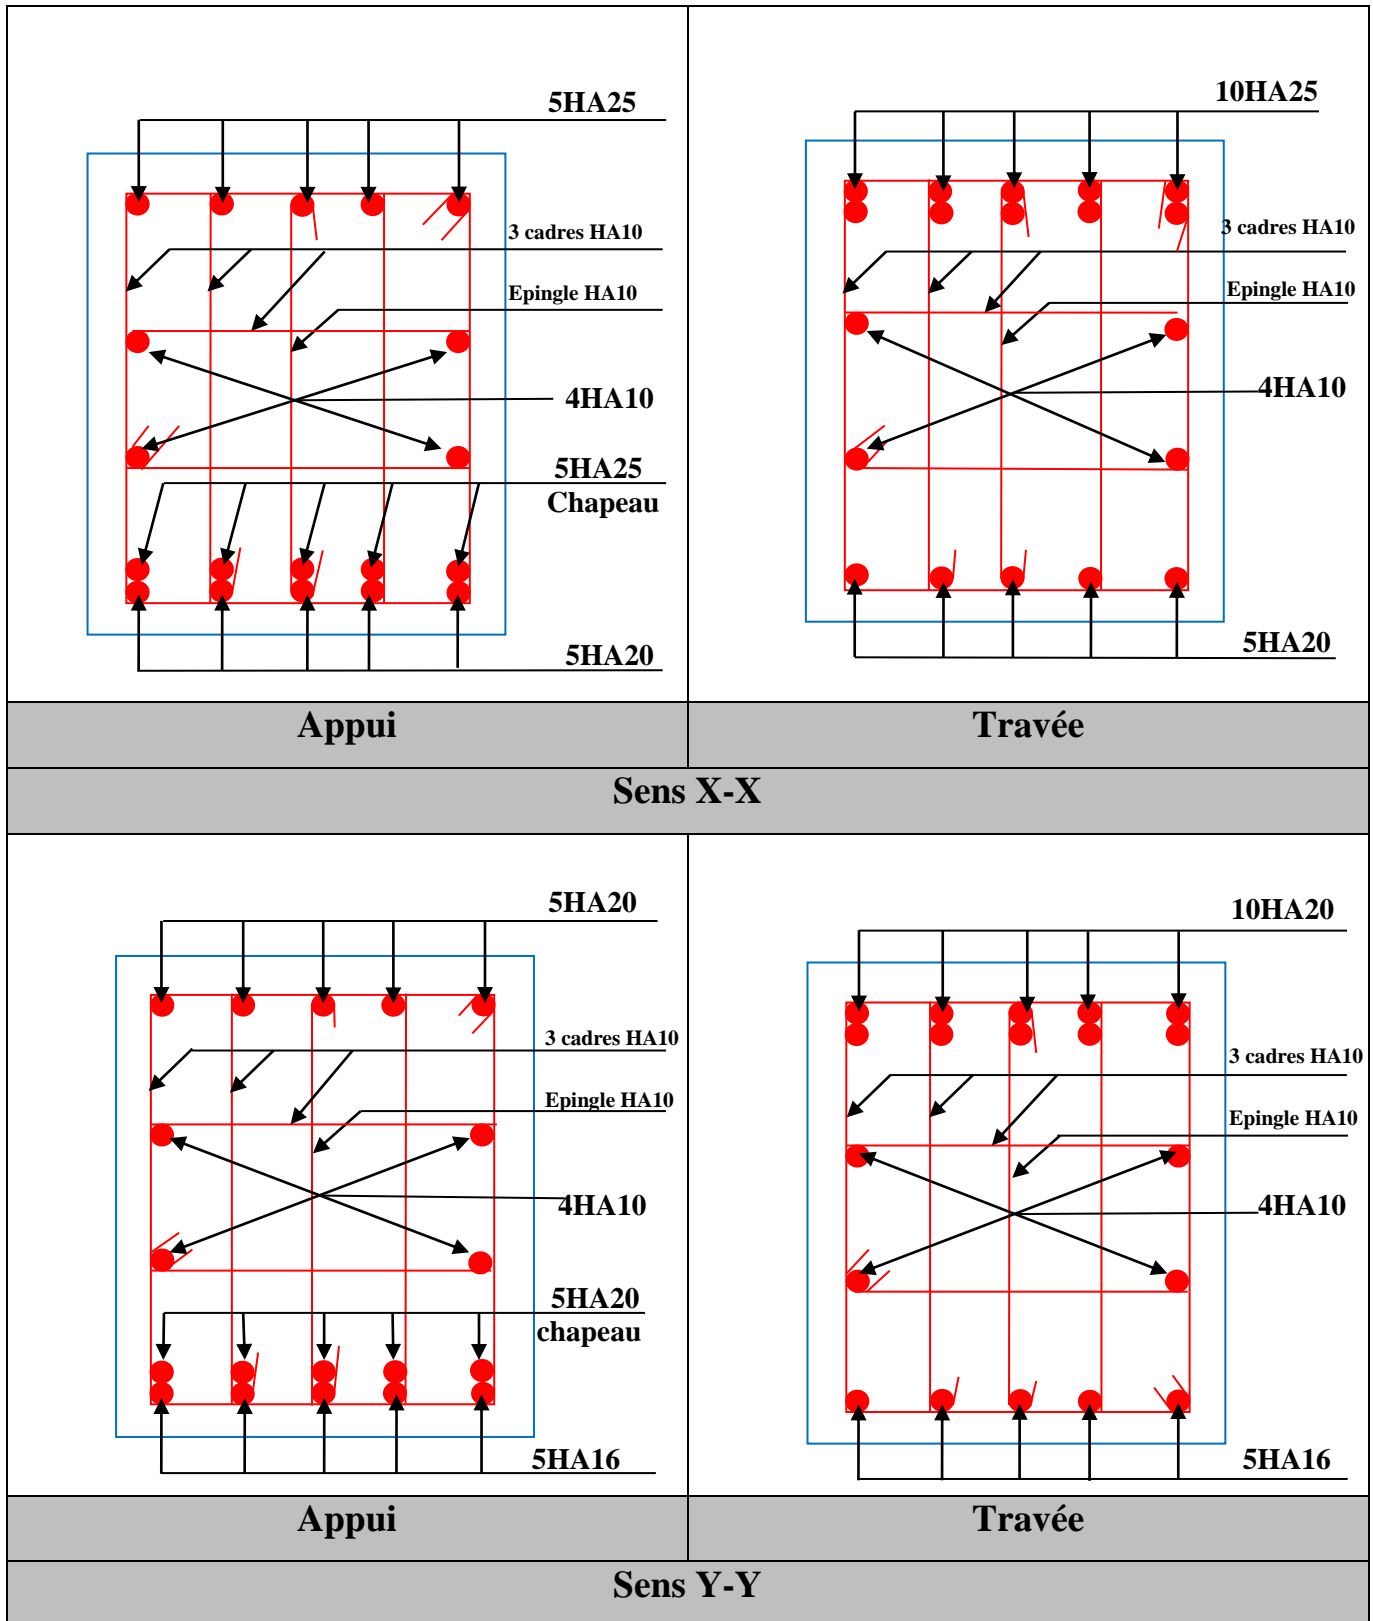 5HA25
3 cadres HA10
Epingle HA10
4HA10
5HA25
Chapeau
5HA20
10HA25
3 cadres HA10
Epingle HA10
4HA10
5HA20
Appui
Travée
Sens X-X
5HA20
3 cadres HA10
Epingle HA10
4HA10
5HA20
chapeau
5HA16
10HA20
3 cadres HA10
Epingle HA10
4HA10
5HA16
Appui
Travée
Sens Y-Y